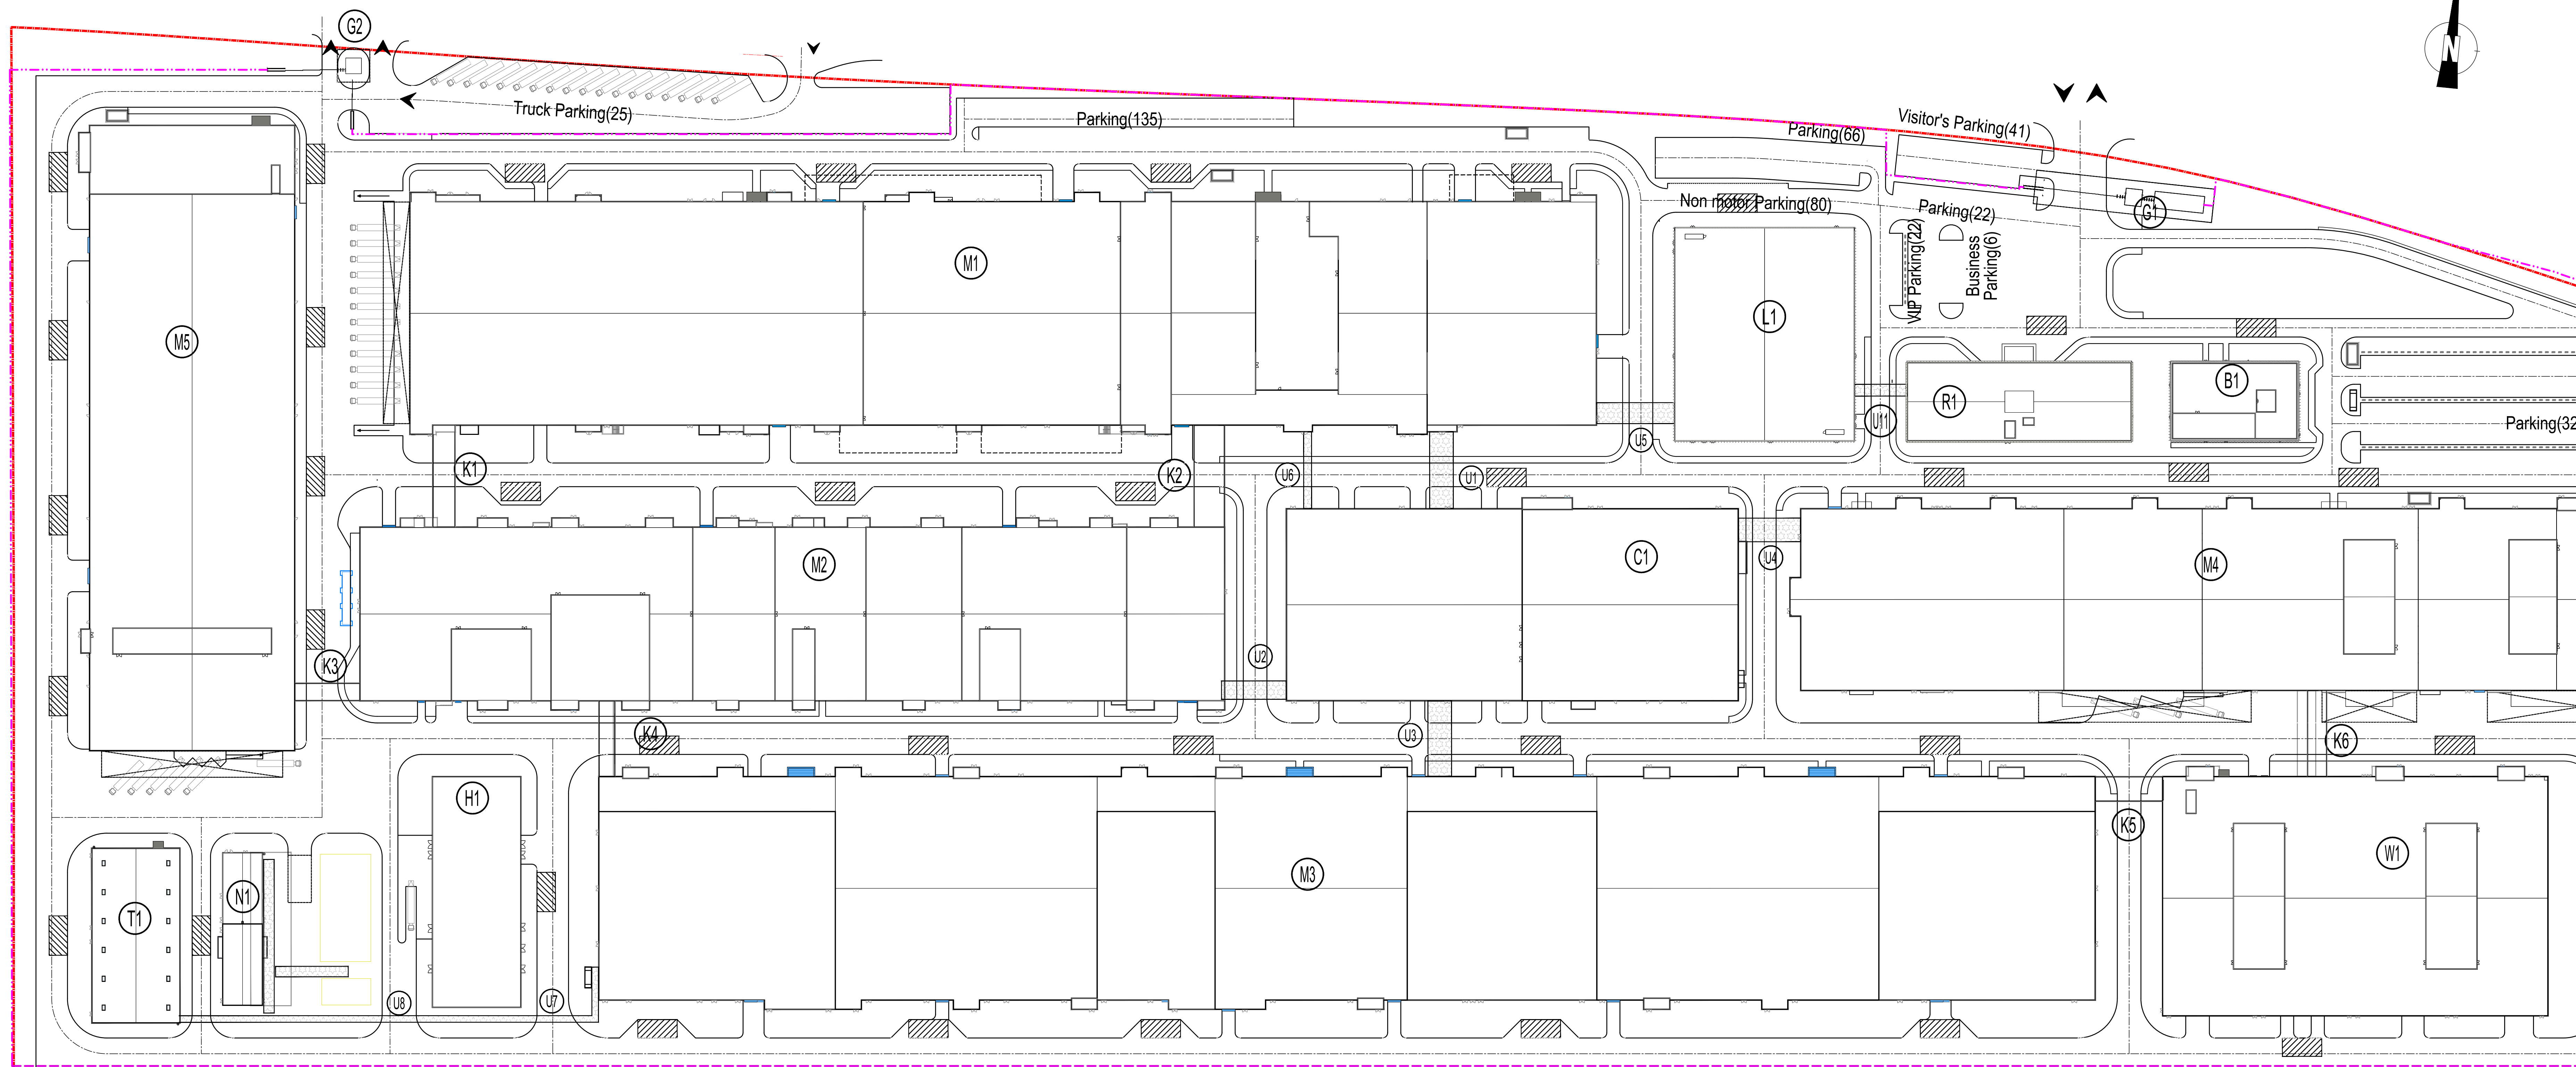 G2
N
Truck Parking(25)
Parking(135)
Parking(66)
Visitor's Parking(41)
Non motor Parking(80)
Parking(22)
G1
VIP Parking(22)
Business
Parking(6)
M1
L1
M5
B1
R1
U11
Parking(32
U5
K1
K2
U6
U1
M2
C1
U4
M4
U2
K3
K4
U3
K6
H1
K5
M3
W1
N1
T1
U8
U7